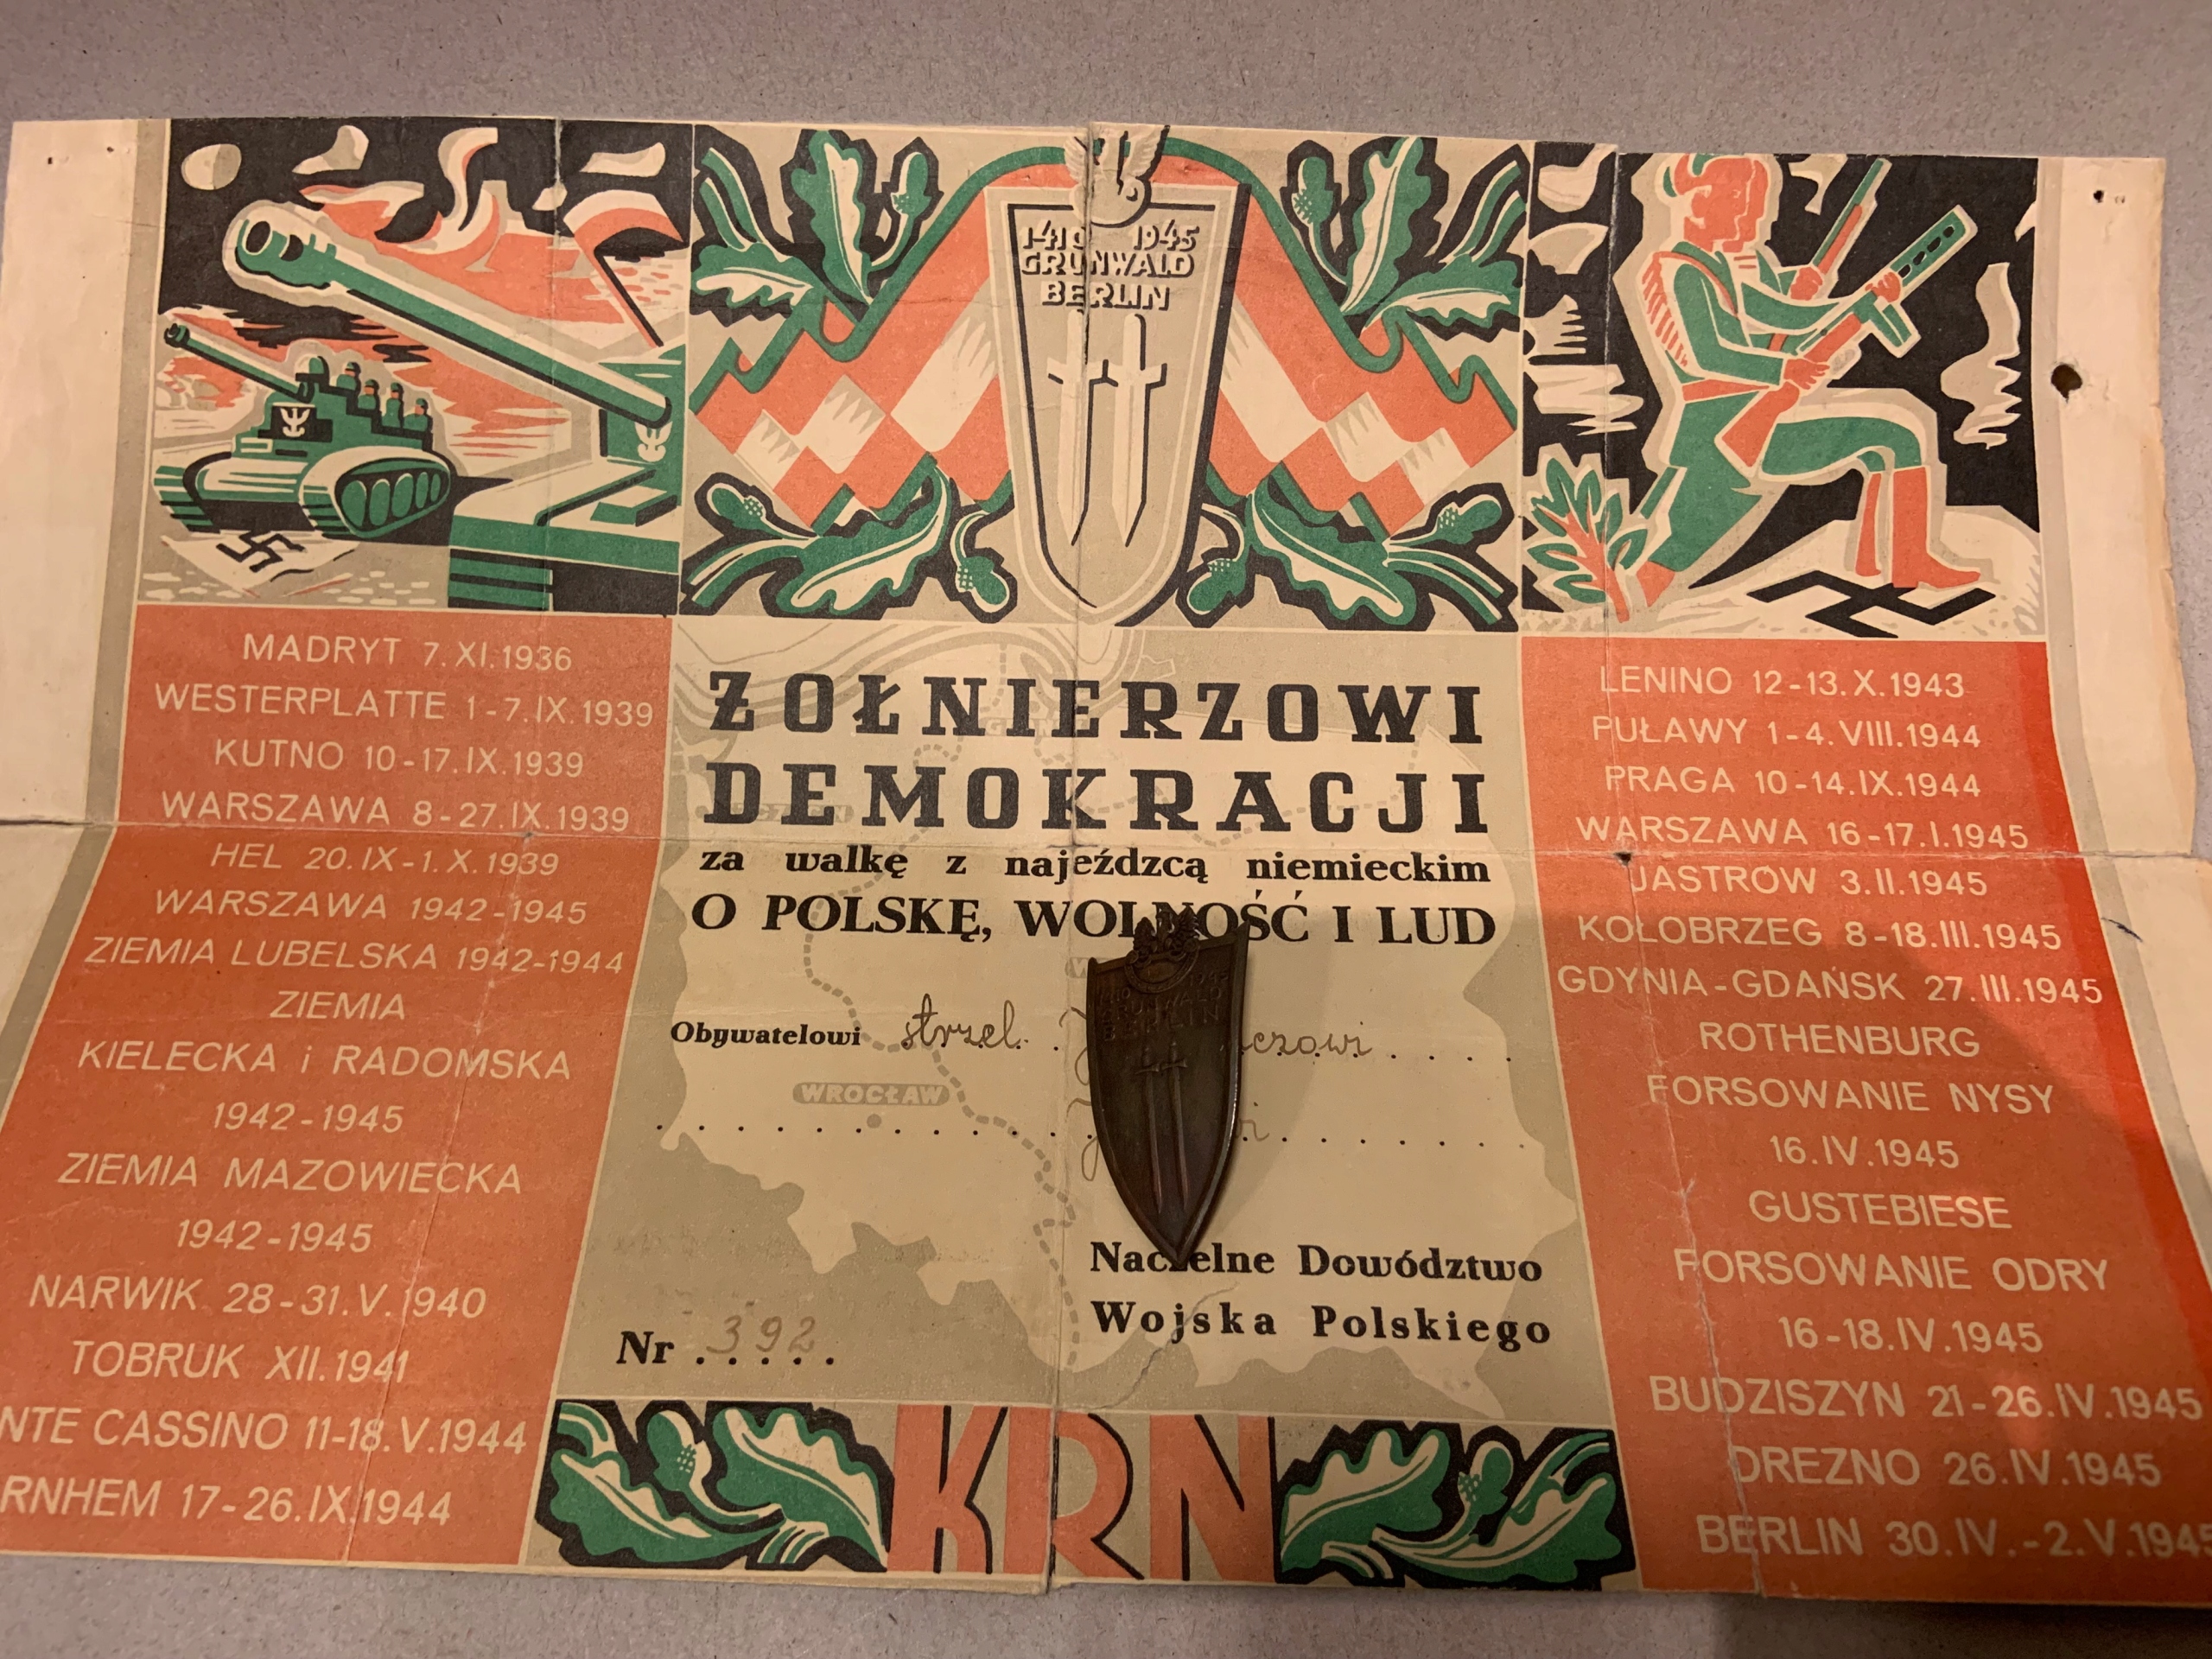 1410 1945
GRUNWALD
BERLIN
MADRYT 7.XI.1936
WESTERPLATTE 1-7.IX.1939
KUTNO 10-17.IX.1939
WARSZAWA 8-27.IX.1939
HEL 20.IX-1.X.1939
WARSZAWA 1942-1945
ZIEMIA LUBELSKA 1942-1944
ZIEMIA
KIELECKA i RADOMSKA
1942-1945
ZIEMIA MAZOWIECKA
1942-1945
NARWIK 28-31.V.1940
TOBRUK XII.1941
NTE CASSINO 11-18.V.1944
RNHEM 17-26.IX.1944
ŻOŁNIERZOWI
DEMOKRACJI
za walkę z najeźdzcą niemieckim
O POLSKĘ, WOLNOŚĆ I LUD
1410 1945
GRUNWALD
BERLIN
Obywatelowi strzel.
WROCŁAW
Naczelne Dowództwo
Wojska Polskiego
Nr 392
KRN
LENINO 12-13.X.1943
PUŁAWY 1-4.VIII.1944
PRAGA 10-14.IX.1944
WARSZAWA 16-17.I.1945
JASTRÓW 3.II.1945
KOŁOBRZEG 8-18.III.1945
GDYNIA-GDAŃSK 27.III.1945
ROTHENBURG
FORSOWANIE NYSY
16.IV.1945
GUSTEBIESE
FORSOWANIE ODRY
16-18.IV.1945
BUDZISZYN 21-26.IV.1945
DREZNO 26.IV.1945
BERLIN 30.IV.-2.V.1945